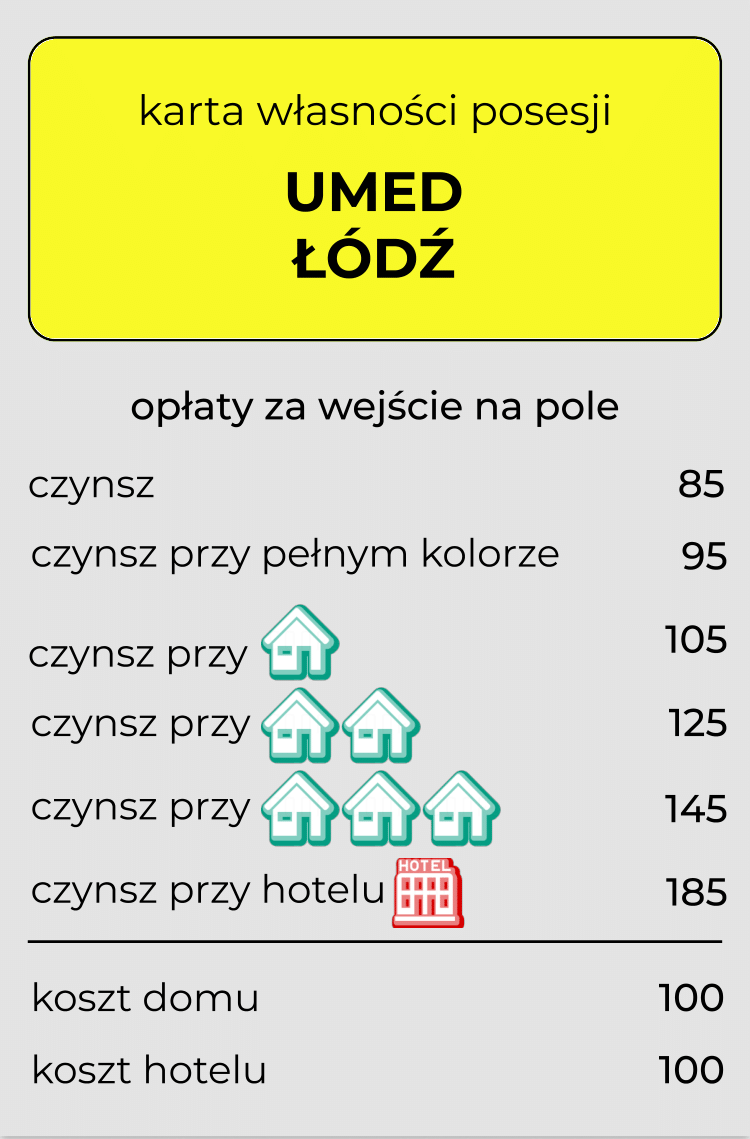 karta własności posesji
UMED
ŁÓDŹ
opłaty za wejście na pole
czynsz 85
czynsz przy pełnym kolorze 95
czynsz przy 105
czynsz przy 125
czynsz przy 145
czynsz przy hotelu HOTEL 185
koszt domu 100
koszt hotelu 100